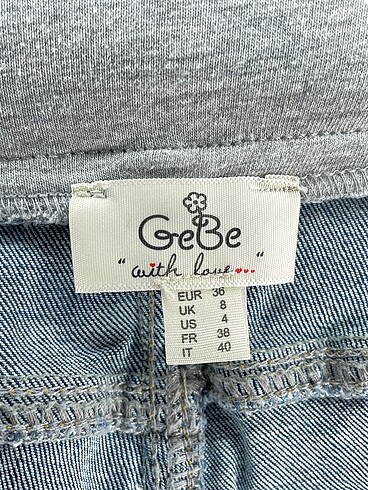 GeBe
"with love..."
EUR 36
UK 8
US 4
FR 38
IT 40